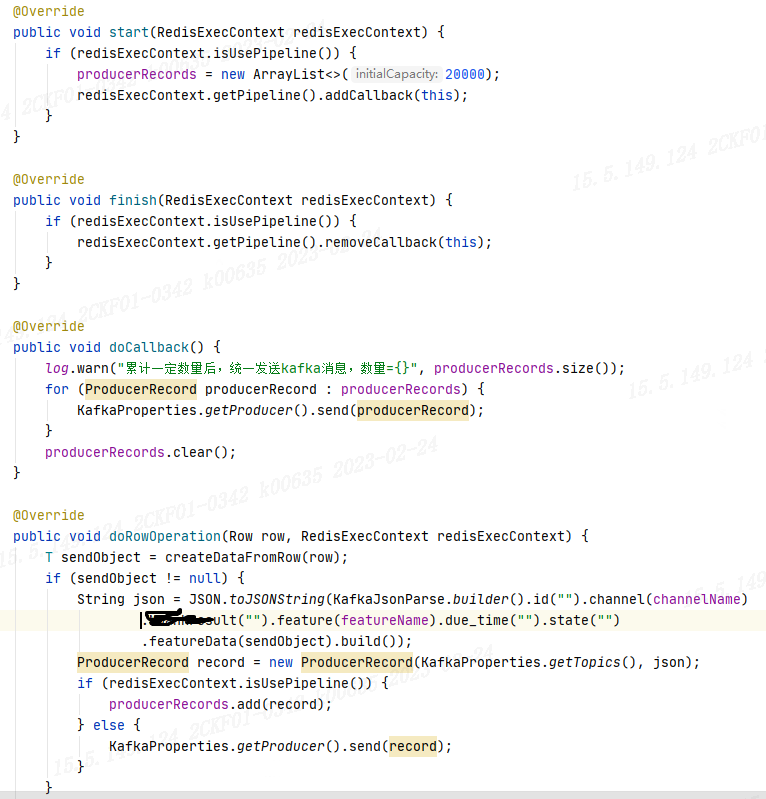 @Override
public void start(RedisExecContext redisExecContext) {
if (redisExecContext.isUsePipeline()) {
producerRecords = new ArrayList<>( initialCapacity: 20000);
redisExecContext.getPipeline().addCallback(this);
}
}
@Override
public void finish(RedisExecContext redisExecContext) {
if (redisExecContext.isUsePipeline()) {
redisExecContext.getPipeline().removeCallback(this);
}
}
@Override
public void doCallback() {
log.warn("累计一定数量后，统一发送kafka消息，数量={}", producerRecords.size());
for (ProducerRecord producerRecord : producerRecords) {
KafkaProperties.getProducer().send(producerRecord);
}
producerRecords.clear();
}
@Override
public void doRowOperation(Row row, RedisExecContext redisExecContext) {
T sendObject = createDataFromRow(row);
if (sendObject != null) {
String json = JSON.toJSONString(KafkaJsonParse.builder().id("").channel(channelName)
("").feature(featureName).due_time("").state("")
.featureData(sendObject).build());
ProducerRecord record = new ProducerRecord(KafkaProperties.getTopics(), json);
if (redisExecContext.isUsePipeline()) {
producerRecords.add(record);
} else {
KafkaProperties.getProducer().send(record);
}
}
15.5.149.124 2CKF01-0342 k00635 2023-02-24